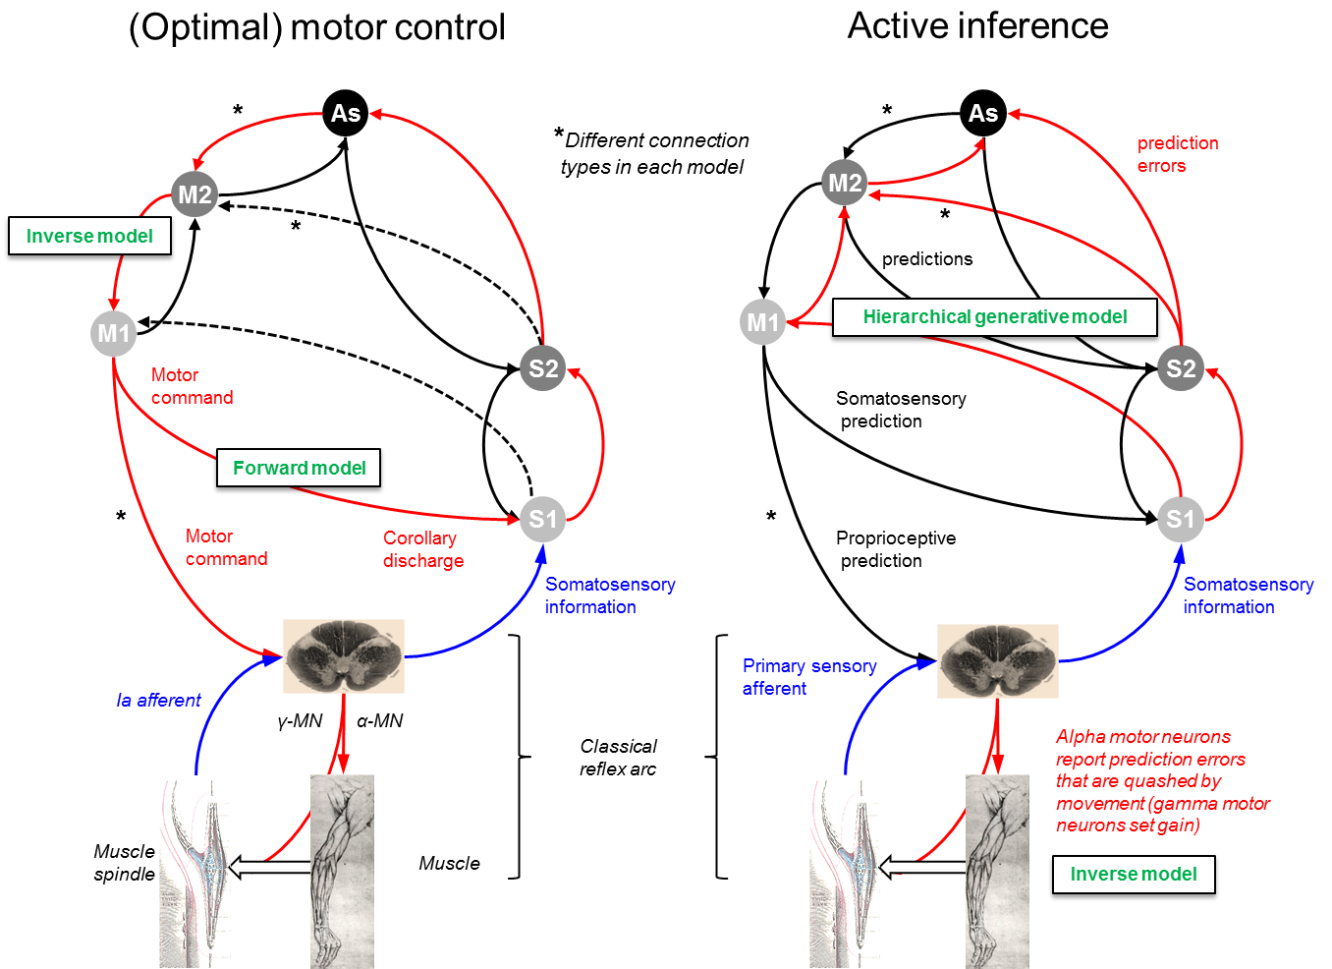 (Optimal) motor control
Active inference
*
As
*Different connection
types in each model
M2
*
Inverse model
M1
Motor
command
S2
Forward model
*
Motor
command
Corollary
discharge
S1
Somatosensory
information
Ia afferent
γ-MN
α-MN
Muscle
spindle
Muscle
Classical
reflex arc
*
As
prediction
errors
M2
*
predictions
M1
Hierarchical generative model
S2
Somatosensory
prediction
*
Proprioceptive
prediction
S1
Somatosensory
information
Primary sensory
afferent
Alpha motor neurons
report prediction errors
that are quashed by
movement (gamma motor
neurons set gain)
Inverse model